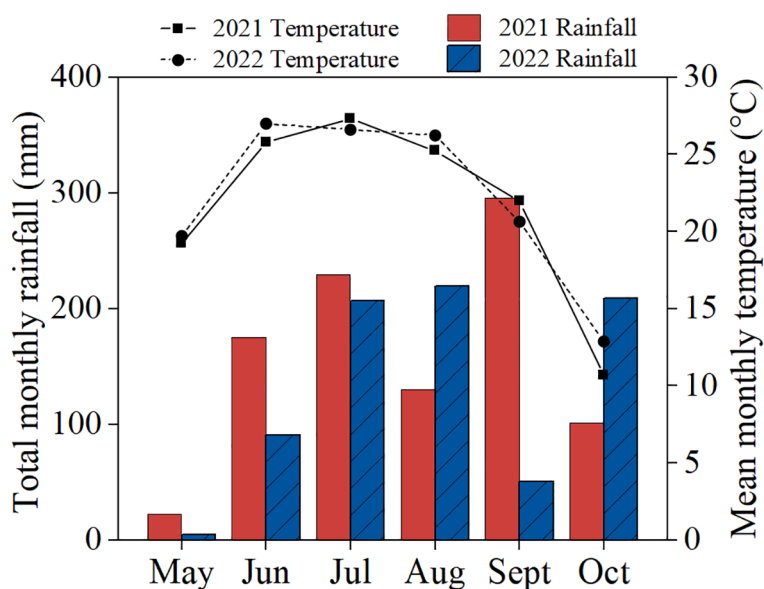 2021 Temperature 2021 Rainfall
2022 Temperature 2022 Rainfall
Total monthly rainfall (mm)
400
300
200
100
0
30
25
20
15
10
5
0
Mean monthly temperature (°C)
May Jun Jul Aug Sept Oct